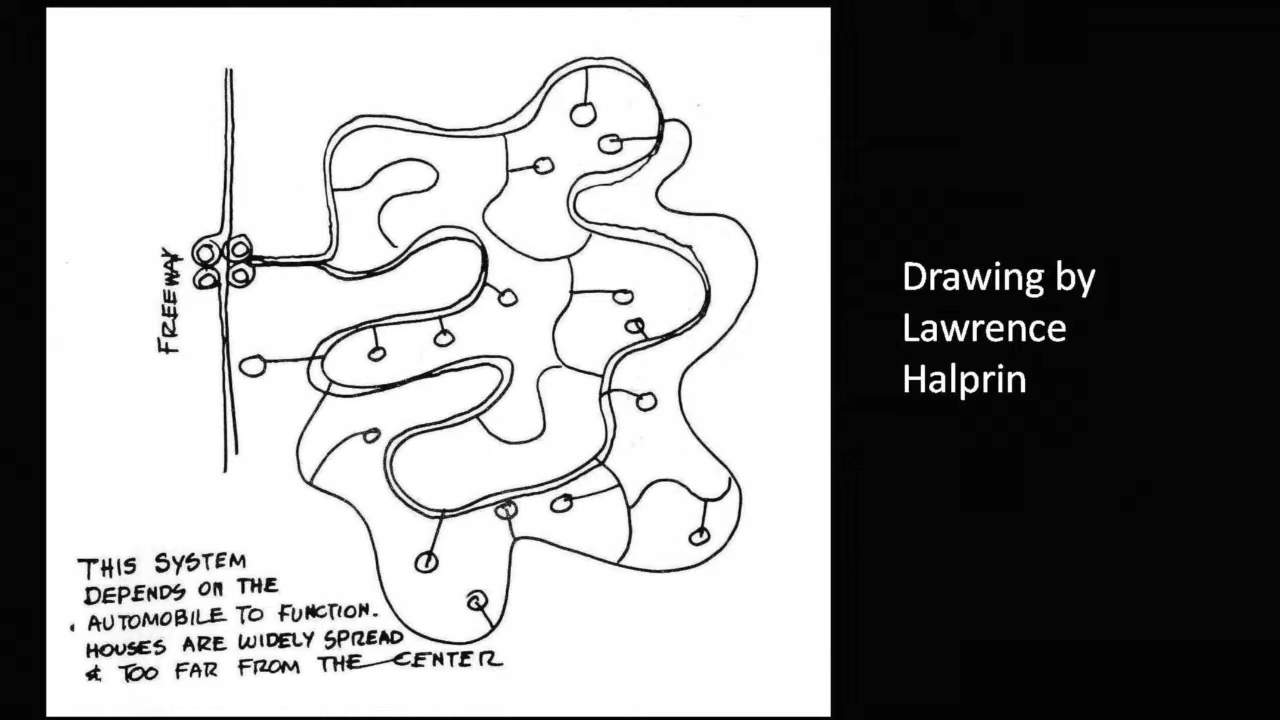 FREEWAY
THIS SYSTEM
DEPENDS ON THE
AUTOMOBILE TO FUNCTION.
HOUSES ARE WIDELY SPREAD
& TOO FAR FROM THE CENTER
Drawing by
Lawrence
Halprin